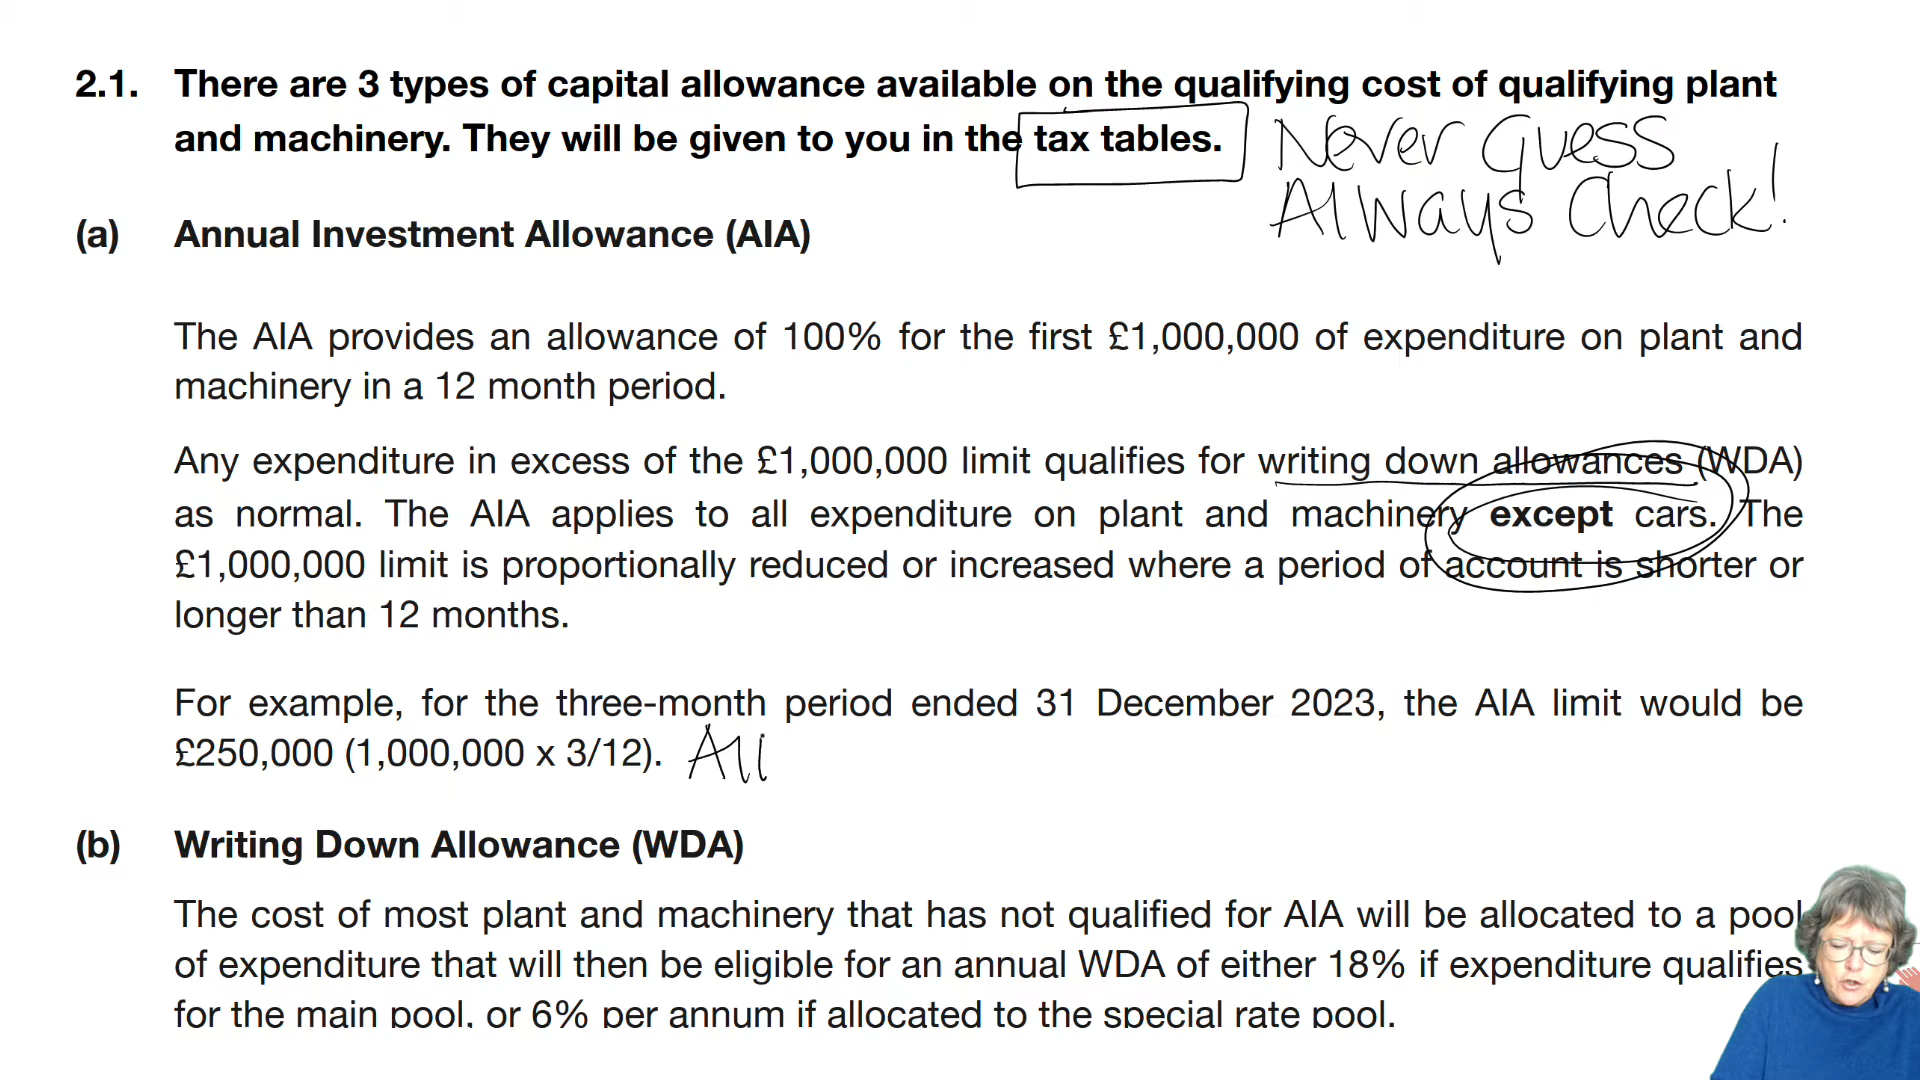 2.1. There are 3 types of capital allowance available on the qualifying cost of qualifying plant
and machinery. They will be given to you in the tax tables.
Never guess
Always check!
(a) Annual Investment Allowance (AIA)
The AIA provides an allowance of 100% for the first £1,000,000 of expenditure on plant and
machinery in a 12 month period.
Any expenditure in excess of the £1,000,000 limit qualifies for writing down allowances (WDA)
as normal. The AIA applies to all expenditure on plant and machinery except cars. The
£1,000,000 limit is proportionally reduced or increased where a period of account is shorter or
longer than 12 months.
For example, for the three-month period ended 31 December 2023, the AIA limit would be
£250,000 (1,000,000 x 3/12).
(b) Writing Down Allowance (WDA)
The cost of most plant and machinery that has not qualified for AIA will be allocated to a pool
of expenditure that will then be eligible for an annual WDA of either 18% if expenditure qualifies
for the main pool, or 6% per annum if allocated to the special rate pool.